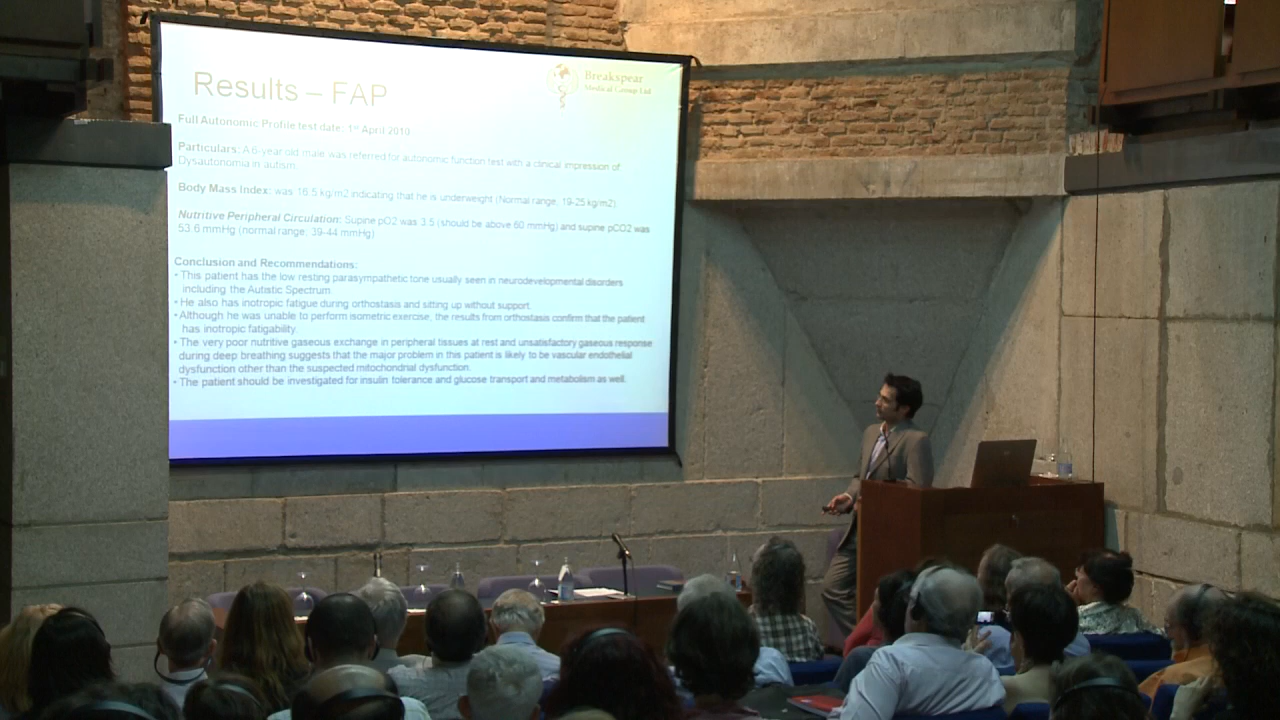 Results – FAP
Breakspear
Medical Group Ltd
Full Autonomic Profile test date: 1st April 2010
Particulars: A 6-year old male was referred for autonomic function test with a clinical impression of
Dysautonomia in autism.
Body Mass Index: was 16.5 kg/m2 indicating that he is underweight (Normal range, 19-25 kg/m2).
Nutritive Peripheral Circulation: Supine pO2 was 3.5 (should be above 60 mmHg) and supine pCO2 was
53.6 mmHg (normal range, 39-44 mmHg)
Conclusion and Recommendations:
• This patient has the low resting parasympathetic tone usually seen in neurodevelopmental disorders
including the Autistic Spectrum.
• He also has inotropic fatigue during orthostasis and sitting up without support.
• Although he was unable to perform isometric exercise, the results from orthostasis confirm that the patient
has inotropic fatigability.
• The very poor nutritive gaseous exchange in peripheral tissues at rest and unsatisfactory gaseous response
during deep breathing suggests that the major problem in this patient is likely to be vascular endothelial
dysfunction other than the suspected mitochondrial dysfunction.
• The patient should be investigated for insulin tolerance and glucose transport and metabolism as well.